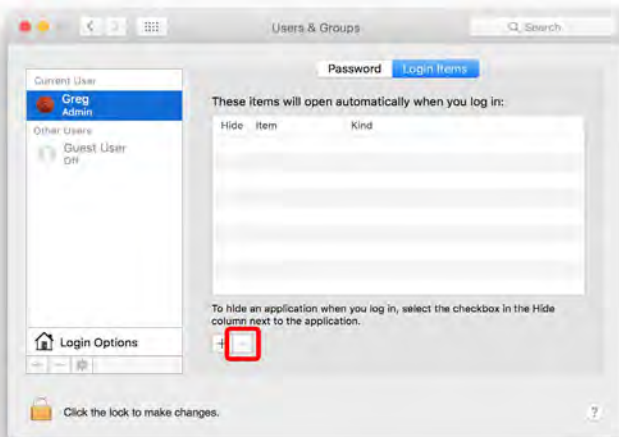 Users & Groups
Search
Current User
Greg
Admin
Other Users
Guest User
Off
Login Options
Password
Login Items
These items will open automatically when you log in:
Hide Item Kind
To hide an application when you log in, select the checkbox in the Hide
column next to the application.
Click the lock to make changes.